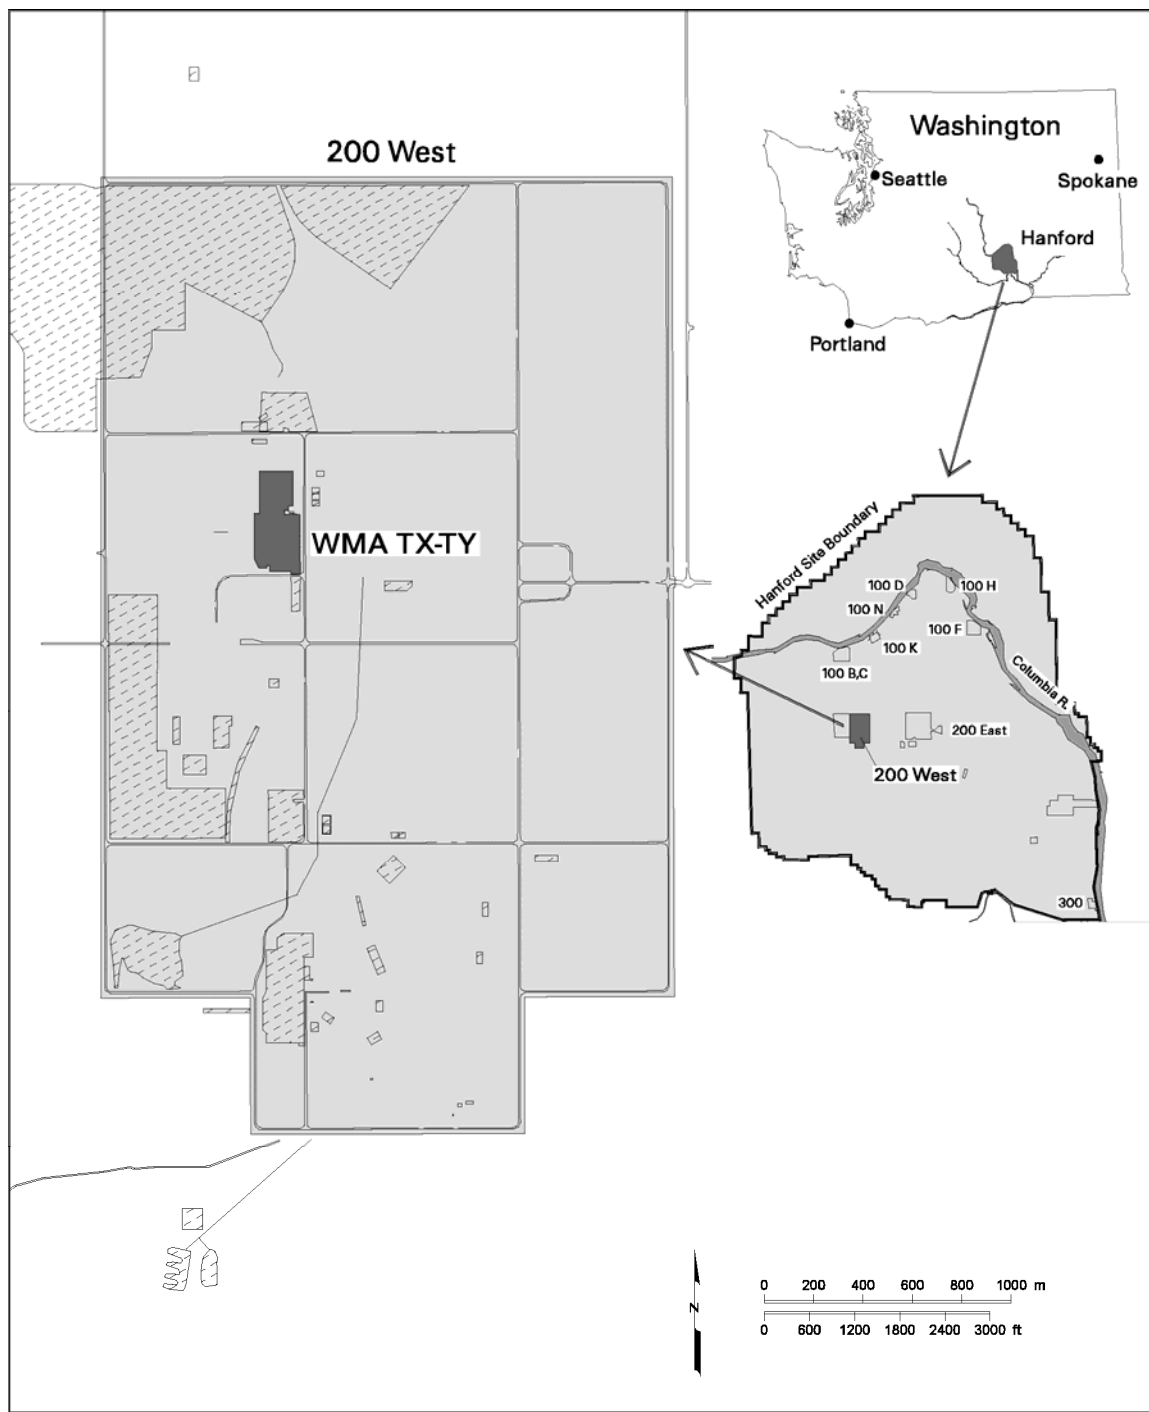 200 West
Washington
Seattle
Spokane
Hanford
Portland
WMA TX-TY
Hanford Site Boundary
100 D
100 H
100 N
100 F
100 K
100 B,C
Columbia R.
200 East
200 West
300
N
0 200 400 600 800 1000 m
0 600 1200 1800 2400 3000 ft